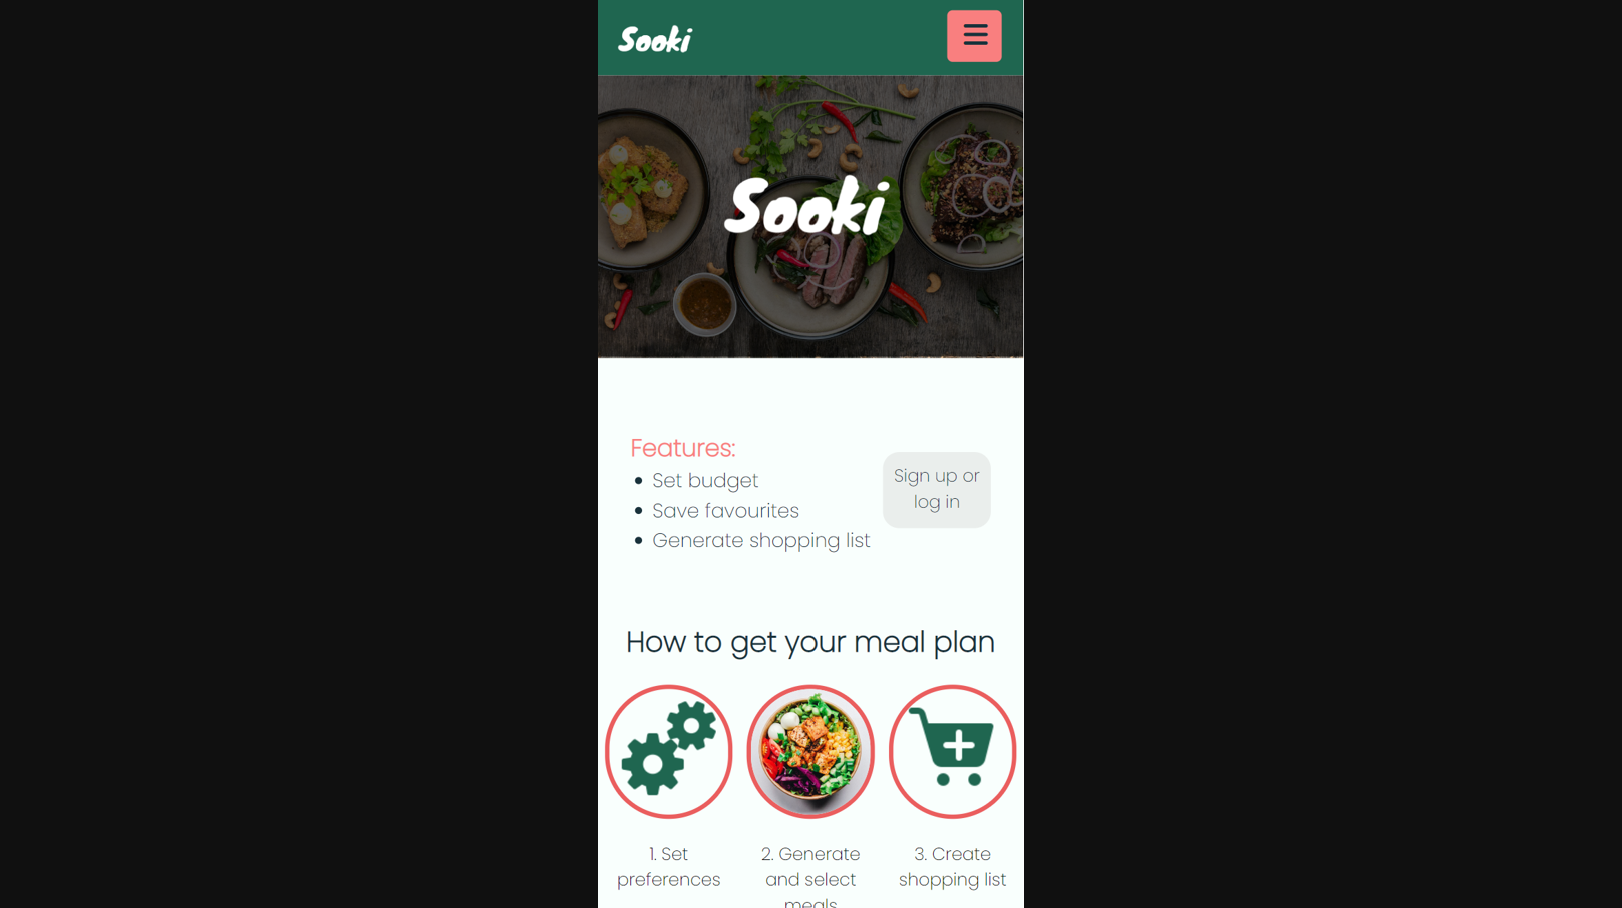 Sooki
Sooki
Features:
Set budget
Save favourites
Generate shopping list
Sign up or
log in
How to get your meal plan
1. Set
preferences
2. Generate
and select
meals
3. Create
shopping list